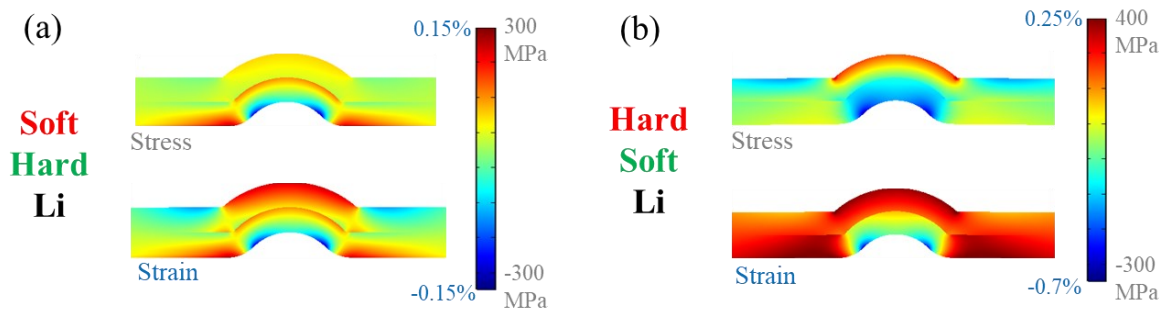 (a)
0.15%
300
MPa
Soft
Hard
Li
Stress
Strain
-0.15%
-300
MPa
(b)
0.25%
400
MPa
Hard
Soft
Li
Stress
Strain
-0.7%
-300
MPa